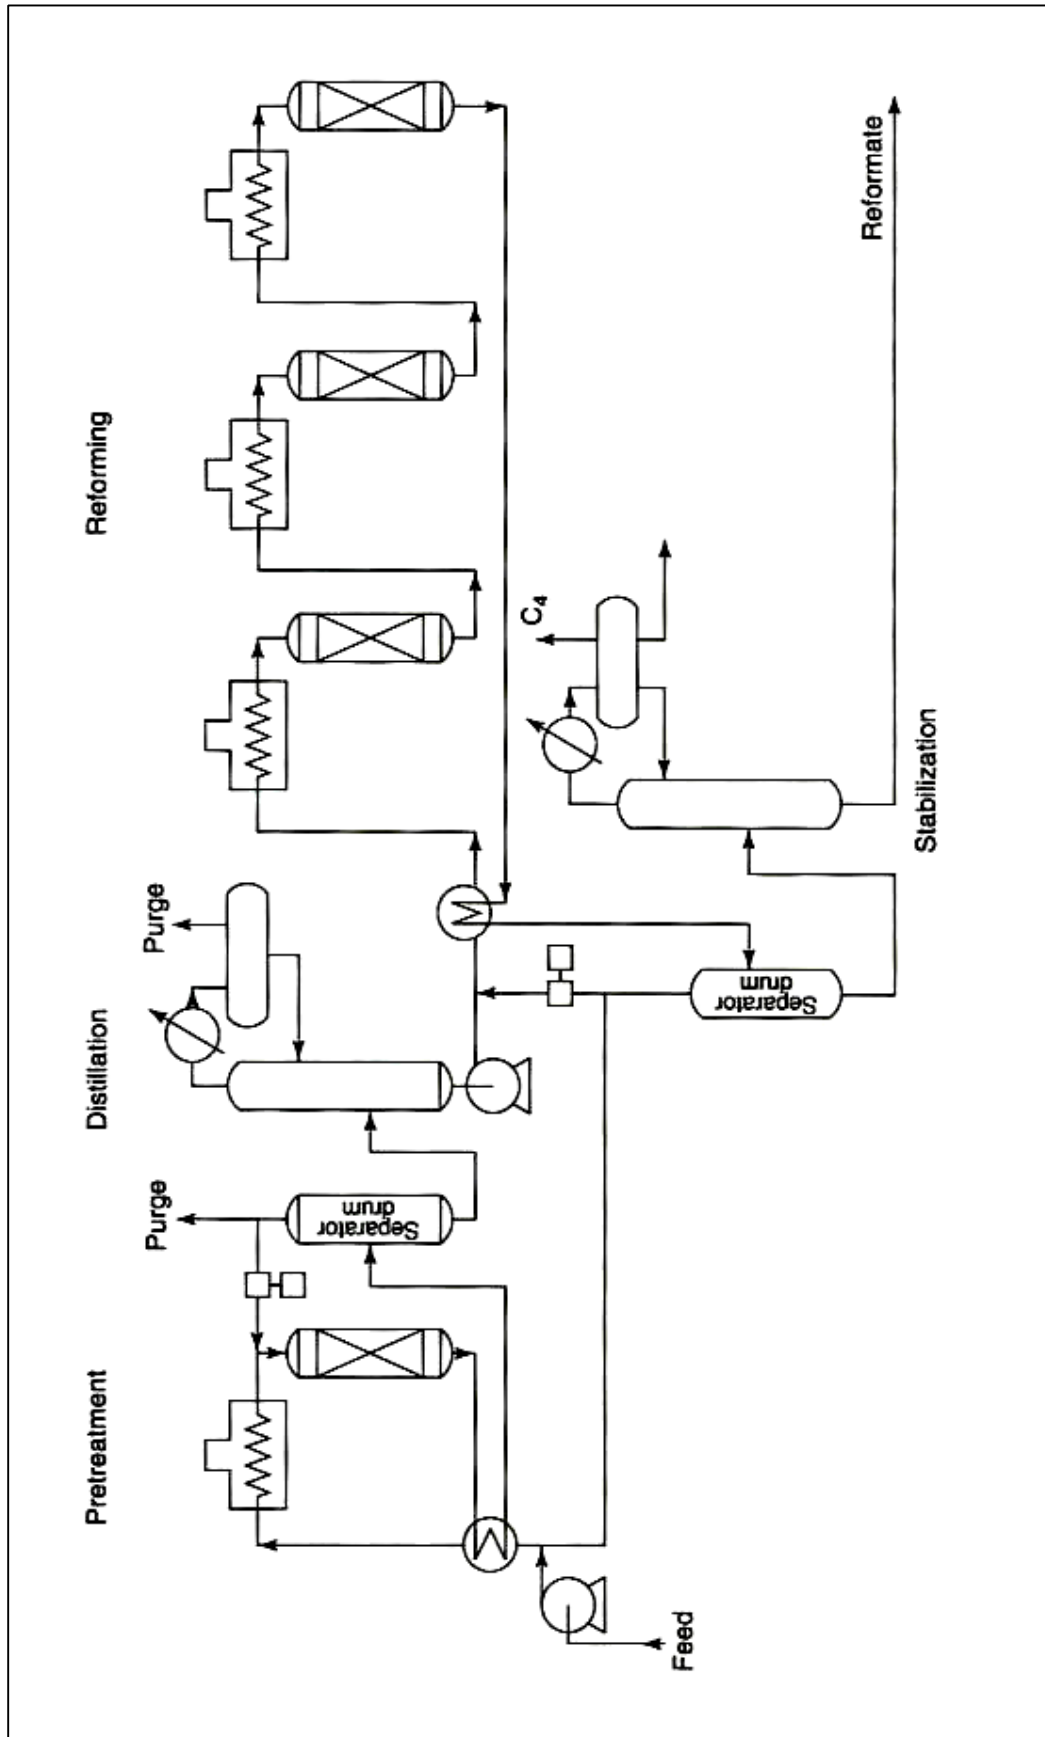 Pretreatment
Distillation
Reforming
Purge
Purge
Separator
drum
Feed
Separator
drum
C₄
Stabilization
Reformate